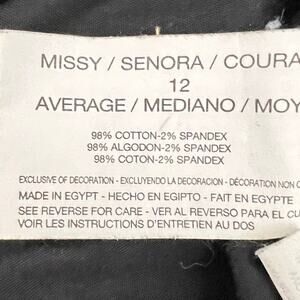 MISSY / SENORA / COURA
12
AVERAGE / MEDIANO / MOY
98% COTTON-2% SPANDEX
98% ALGODON-2% SPANDEX
98% COTON-2% SPANDEX
EXCLUSIVE OF DECORATION - EXCLUYENDO LA DECORACION - DÉCORATION NON C
MADE IN EGYPT - HECHO EN EGIPTO - FAIT EN EGYPTE
SEE REVERSE FOR CARE - VER AL REVERSO PARA EL CU
VOIR LES INSTRUCTIONS D'ENTRETIEN AU DOS